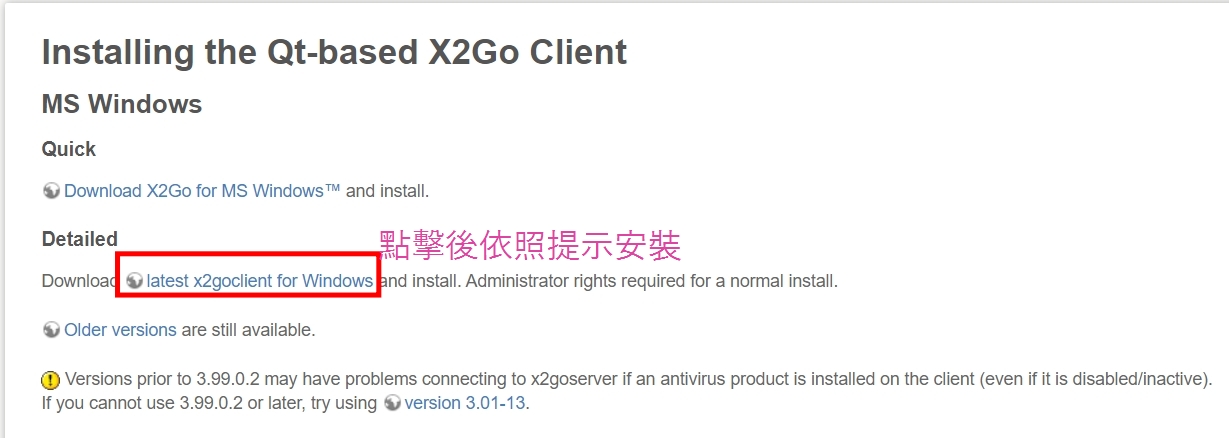 Installing the Qt-based X2Go Client
MS Windows
Quick
Download X2Go for MS Windows™ and install.
Detailed
點擊後依照提示安裝
Download latest x2goclient for Windows and install. Administrator rights required for a normal install.
Older versions are still available.
Versions prior to 3.99.0.2 may have problems connecting to x2goserver if an antivirus product is installed on the client (even if it is disabled/inactive).
If you cannot use 3.99.0.2 or later, try using version 3.01-13.